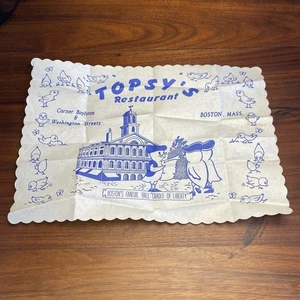 TOPSY'S
Restaurant
Corner Boylston
&
Washington Streets
BOSTON, MASS.
BOSTON'S FANEUIL HALL "CRADLE OF LIBERTY"